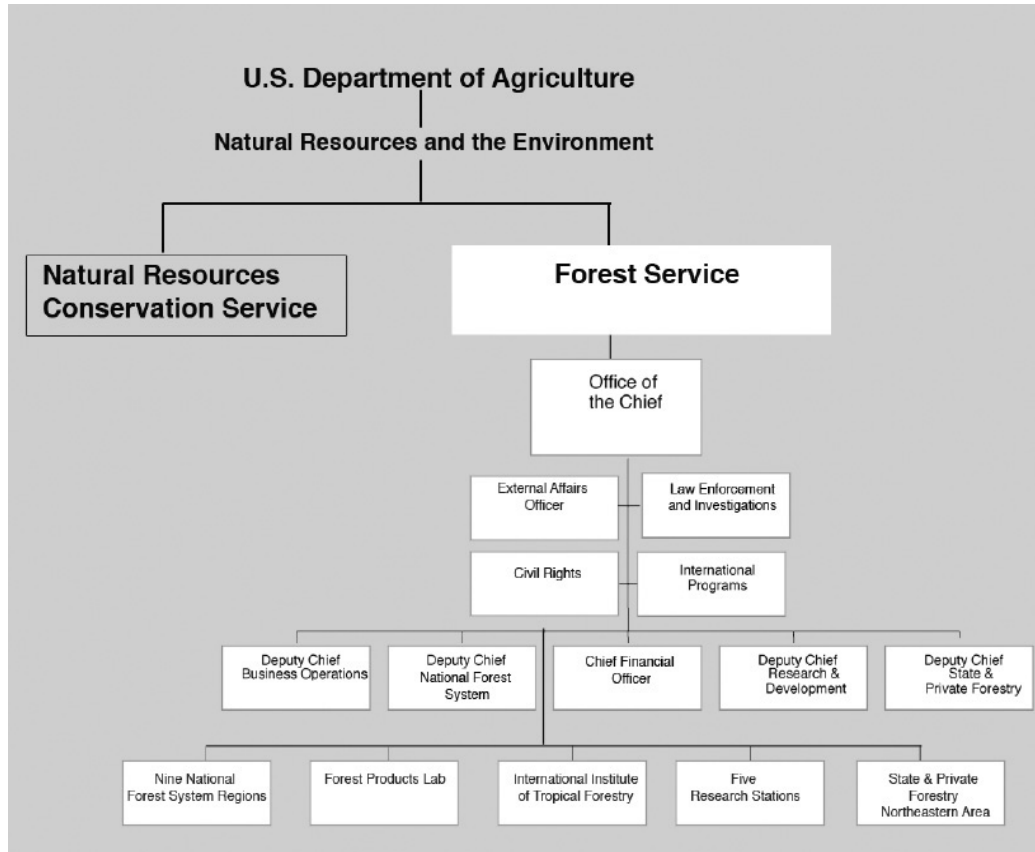 U.S. Department of Agriculture
Natural Resources and the Environment
Natural Resources
Conservation Service
Forest Service
Office of
the Chief
External Affairs
Officer
Law Enforcement
and Investigations
Civil Rights
International
Programs
Deputy Chief
Business Operations
Deputy Chief
National Forest
System
Chief Financial
Officer
Deputy Chief
Research &
Development
Deputy Chief
State &
Private Forestry
Nine National
Forest System Regions
Forest Products Lab
International Institute
of Tropical Forestry
Five
Research Stations
State & Private
Forestry
Northeastern Area